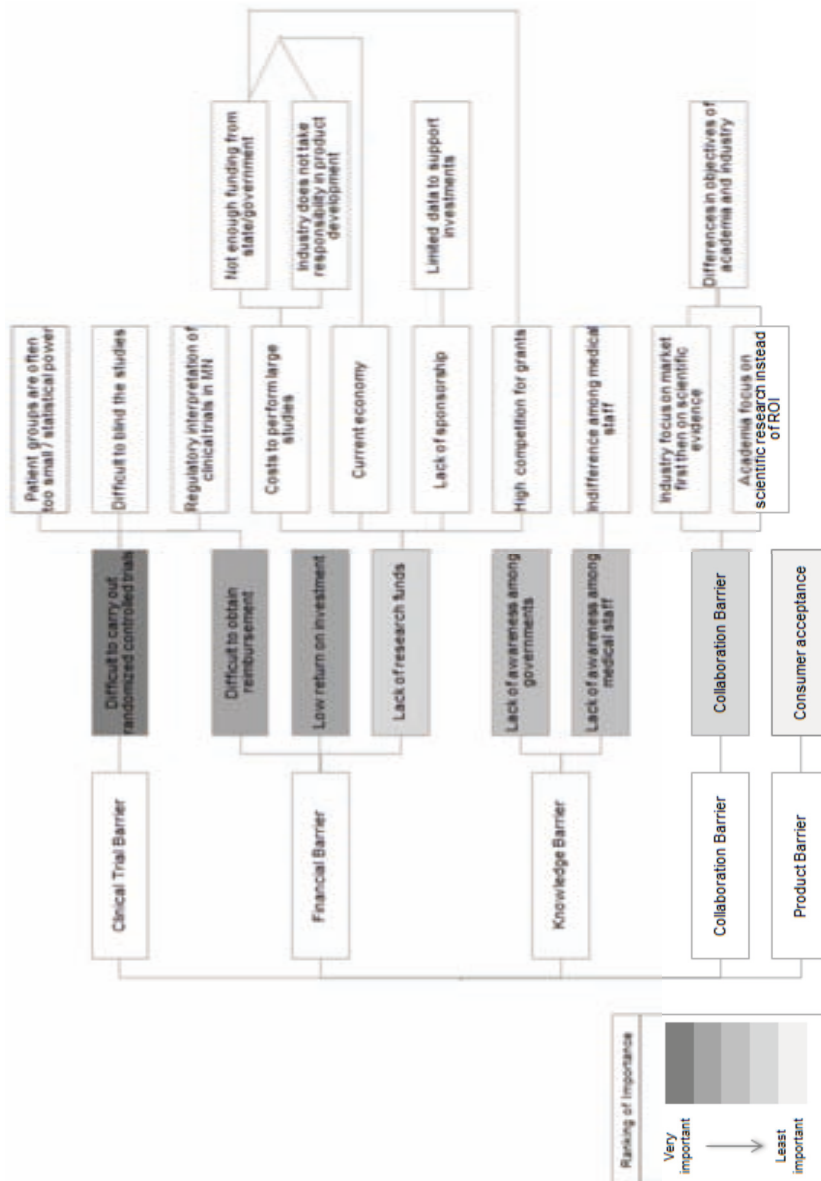 Patient groups are often
too small / statistical power
Difficult to blind the studies
Regulatory interpretation of
clinical trials in MN
Not enough funding from
state/government
Industry does not take
responsibility in product
development
Costs to perform large
studies
Current economy
Limited data to support
investments
Lack of sponsorship
High competition for grants
Indifference among medical
staff
Differences in objectives of
academia and industry
Industry focus on market
first then on scientific
evidence
Academia focus on
scientific research instead
of ROI
Difficult to carry out
randomized controlled trials
Difficult to obtain
reimbursement
Low return on investment
Lack of research funds
Lack of awareness among
governments
Lack of awareness among
medical staff
Collaboration Barrier
Consumer acceptance
Clinical Trial Barrier
Financial Barrier
Knowledge Barrier
Collaboration Barrier
Product Barrier
Ranking of Importance
Very
important
Least
important